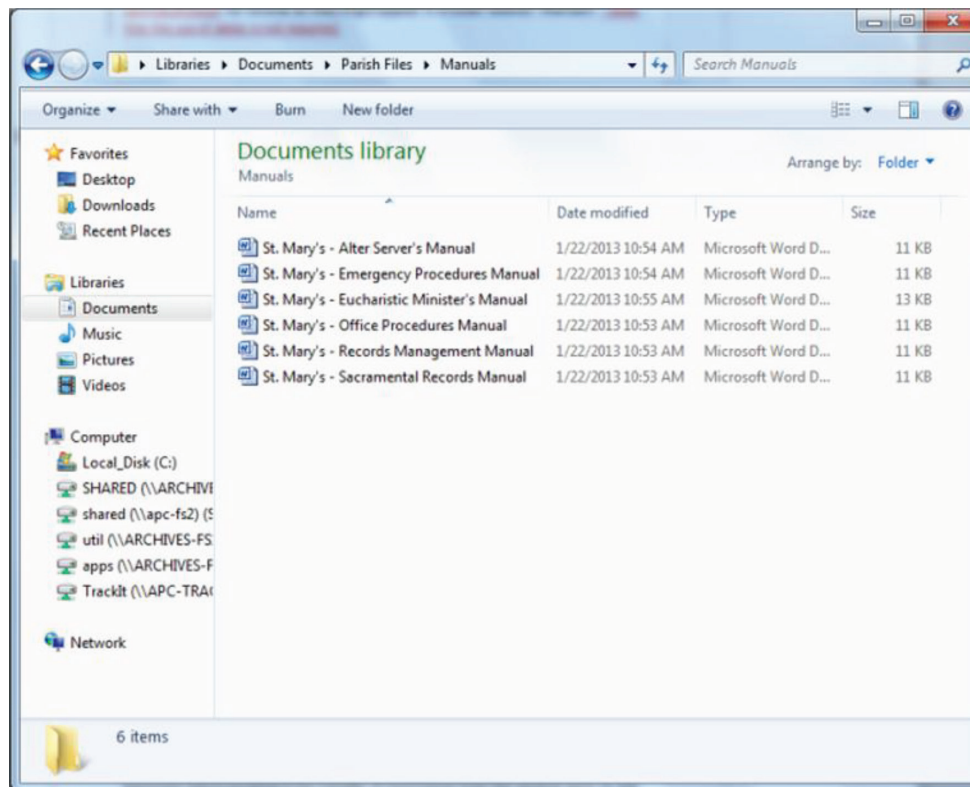 Libraries Documents Parish Files Manuals Search Manuals
Organize Share with Burn New folder
Favorites
Desktop
Downloads
Recent Places
Libraries
Documents
Music
Pictures
Videos
Computer
Local_Disk (C:)
SHARED (\\ARCHIVE
shared (\\apc-fs2) (S
util (\\ARCHIVES-FS
apps (\\ARCHIVES-F
TrackIt (\\APC-TRA
Network
Documents library
Manuals
Arrange by: Folder
Name Date modified Type Size
St. Mary's - Alter Server's Manual 1/22/2013 10:54 AM Microsoft Word D... 11 KB
St. Mary's - Emergency Procedures Manual 1/22/2013 10:54 AM Microsoft Word D... 11 KB
St. Mary's - Eucharistic Minister's Manual 1/22/2013 10:55 AM Microsoft Word D... 13 KB
St. Mary's - Office Procedures Manual 1/22/2013 10:53 AM Microsoft Word D... 11 KB
St. Mary's - Records Management Manual 1/22/2013 10:53 AM Microsoft Word D... 11 KB
St. Mary's - Sacramental Records Manual 1/22/2013 10:53 AM Microsoft Word D... 11 KB
6 items